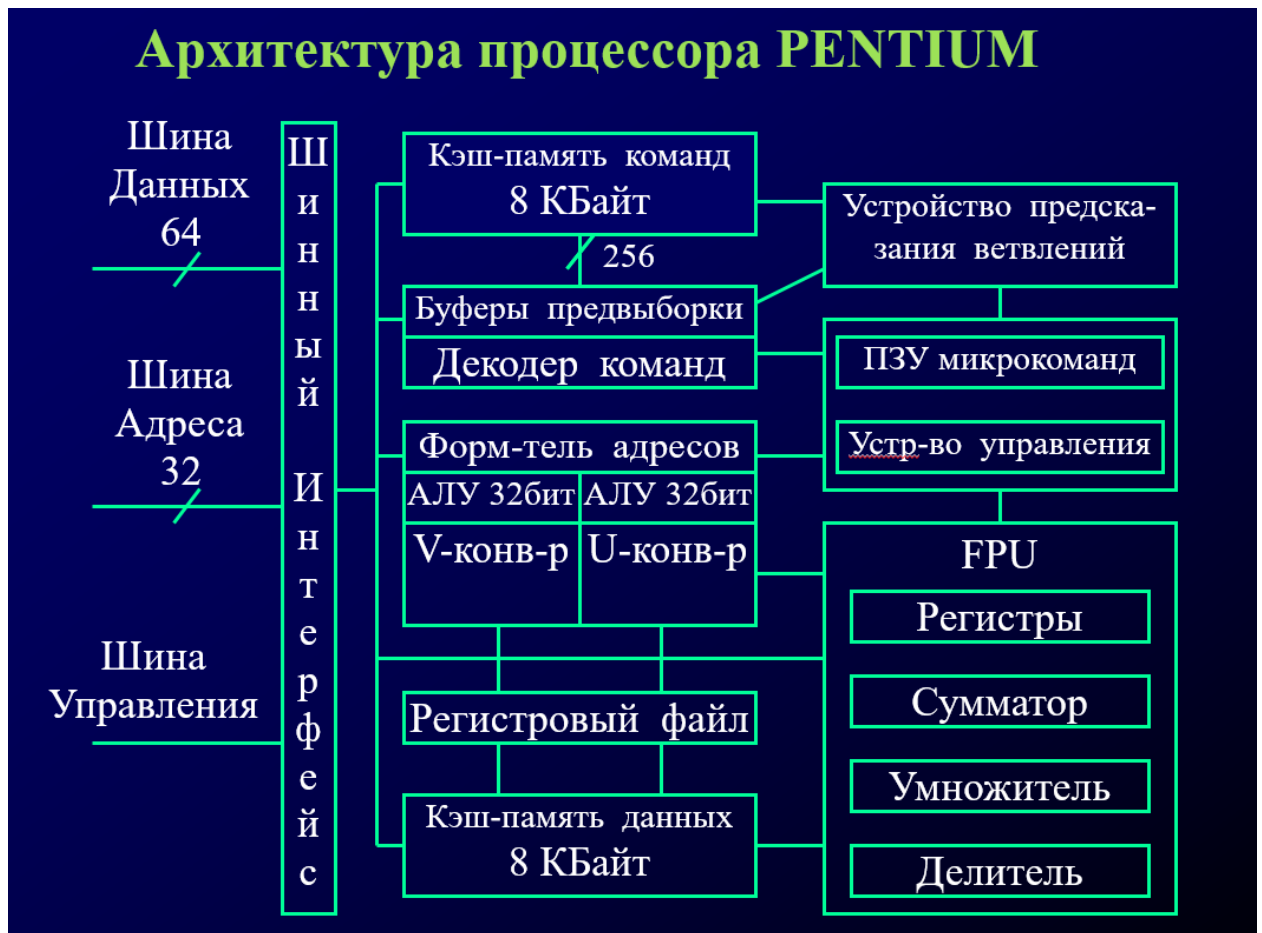 Архитектура процессора PENTIUM
Шина
Данных
64
Шина
Адреса
32
Шина
Управления
Шинный Интерфейс
Кэш-память команд
8 КБайт
256
Буферы предвыборки
Декодер команд
Форм-тель адресов
АЛУ 32бит
АЛУ 32бит
V-конв-р
U-конв-р
Регистровый файл
Кэш-память данных
8 КБайт
Устройство предска-
зания ветвлений
ПЗУ микрокоманд
Устр-во управления
FPU
Регистры
Сумматор
Умножитель
Делитель